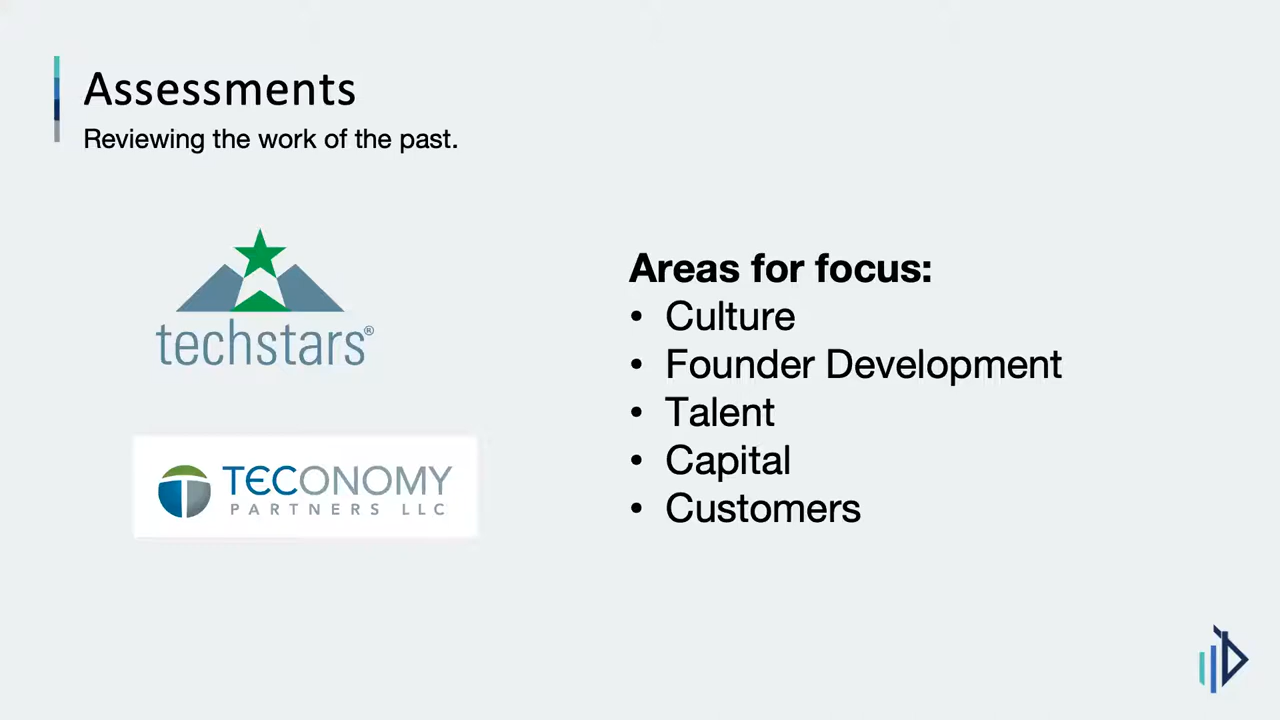 Assessments
Reviewing the work of the past.
techstars®
TECONOMY
PARTNERS LLC
Areas for focus:
• Culture
• Founder Development
• Talent
• Capital
• Customers